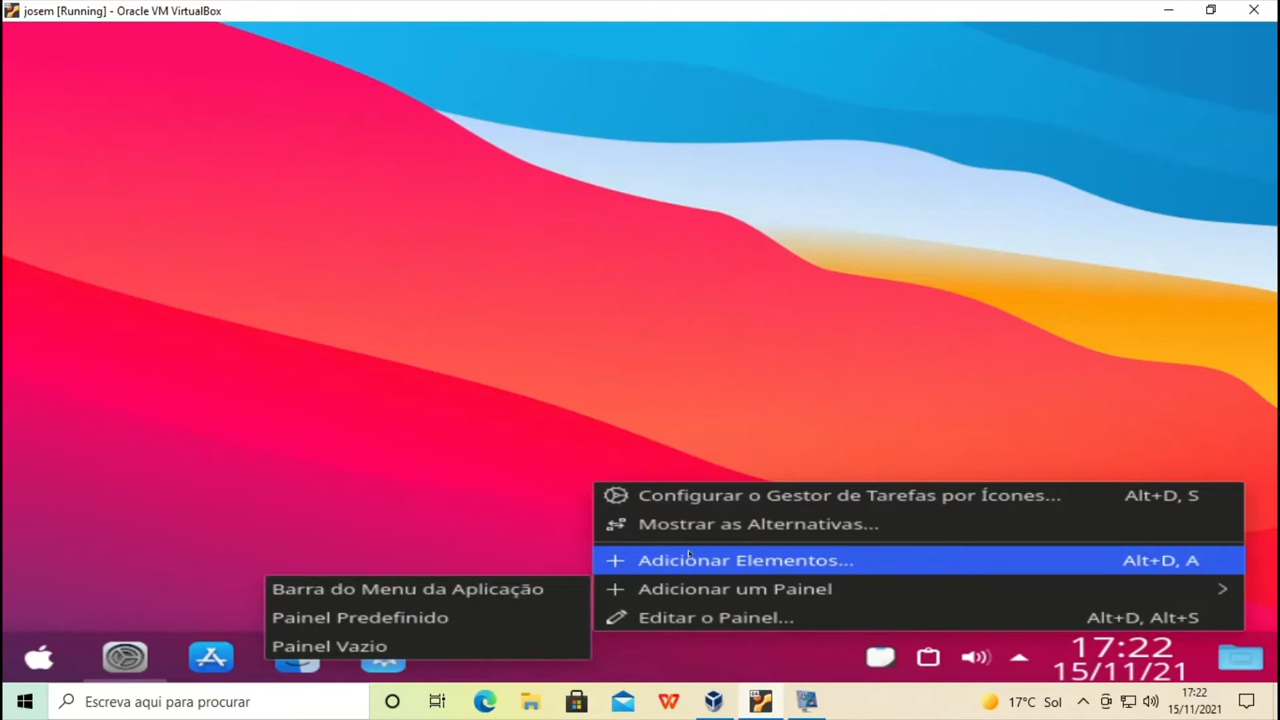 josem [Running] - Oracle VM VirtualBox
Configurar o Gestor de Tarefas por Ícones... Alt+D, S
Mostrar as Alternativas...
Adicionar Elementos... Alt+D, A
Adicionar um Painel
Editar o Painel... Alt+D, Alt+S
Barra do Menu da Aplicação
Painel Predefinido
Painel Vazio
17:22
15/11/21
Escreva aqui para procurar
17°C Sol
17:22
15/11/2021